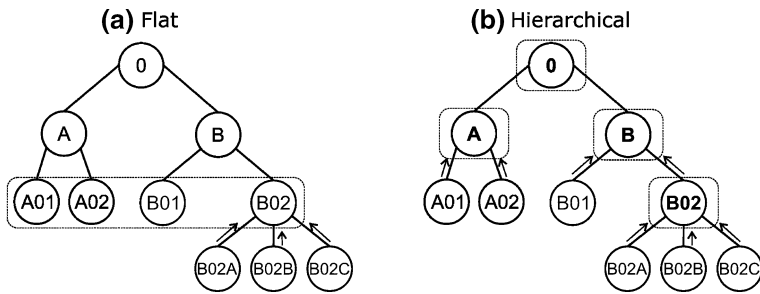 (a) Flat
(b) Hierarchical
0
0
A
B
A
B
A01
A02
B01
B02
A01
A02
B01
B02
B02A
B02B
B02C
B02A
B02B
B02C